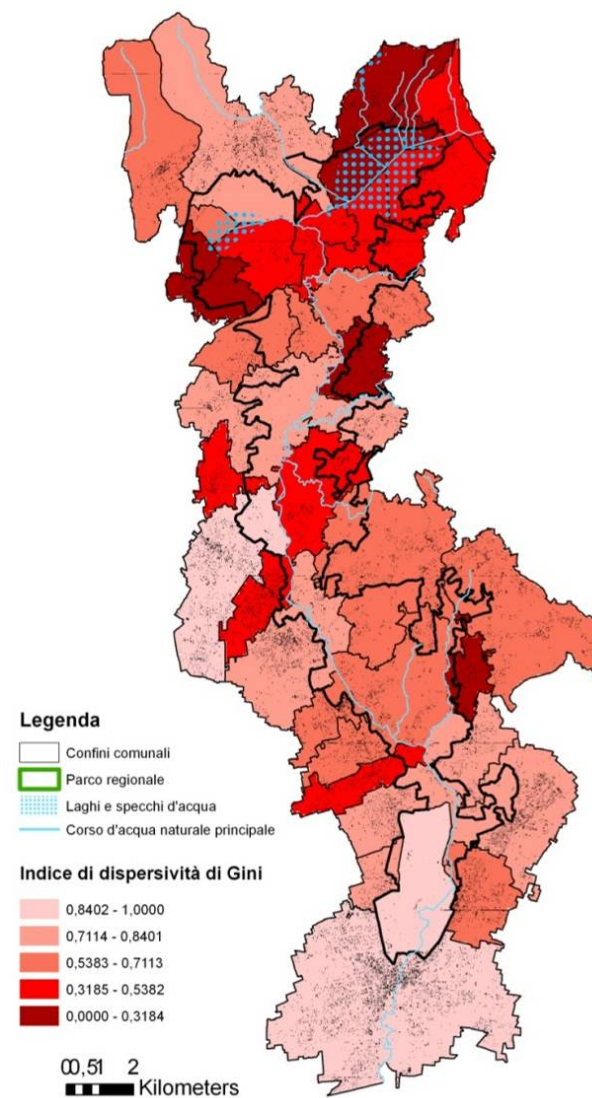 Legenda
Confini comunali
Parco regionale
Laghi e specchi d'acqua
Corso d'acqua naturale principale
Indice di dispersività di Gini
0,8402 - 1,0000
0,7114 - 0,8401
0,5383 - 0,7113
0,3185 - 0,5382
0,0000 - 0,3184
00,51 2
Kilometers